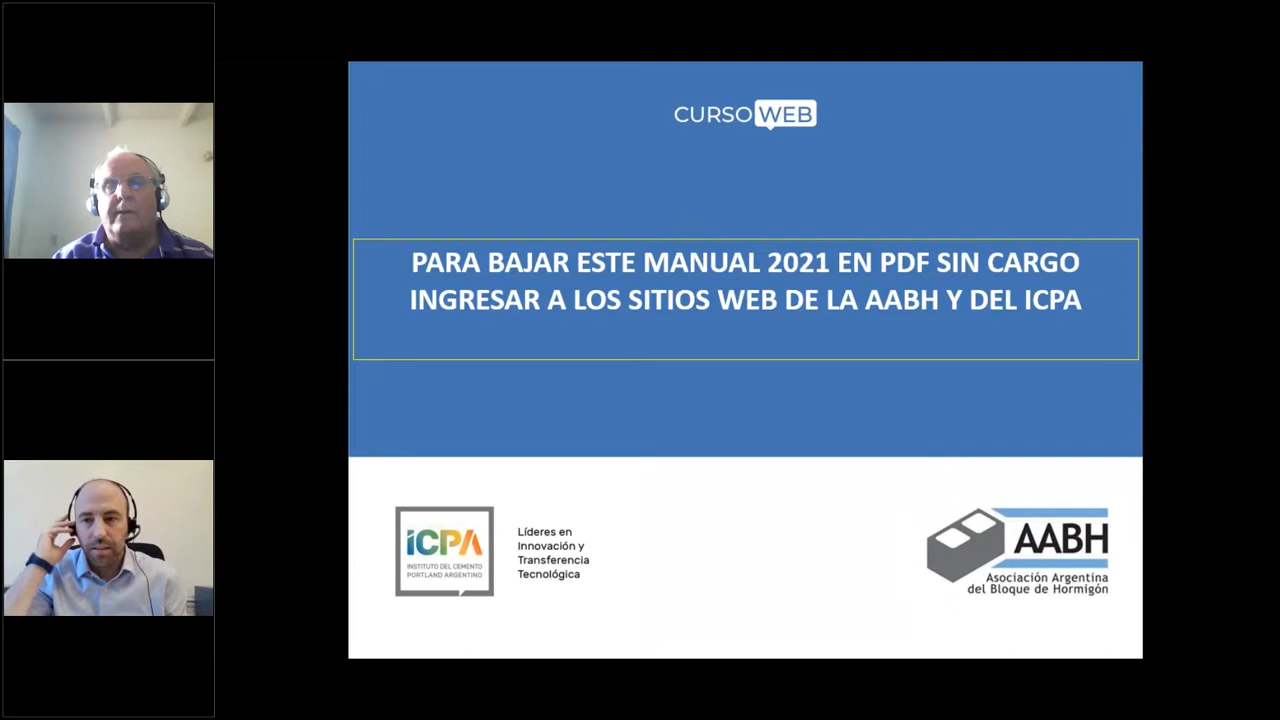 CURSO WEB
PARA BAJAR ESTE MANUAL 2021 EN PDF SIN CARGO
INGRESAR A LOS SITIOS WEB DE LA AABH Y DEL ICPA
iCPA
INSTITUTO DEL CEMENTO
PORTLAND ARGENTINO
Líderes en
Innovación y
Transferencia
Tecnológica
AABH
Asociación Argentina
del Bloque de Hormigón